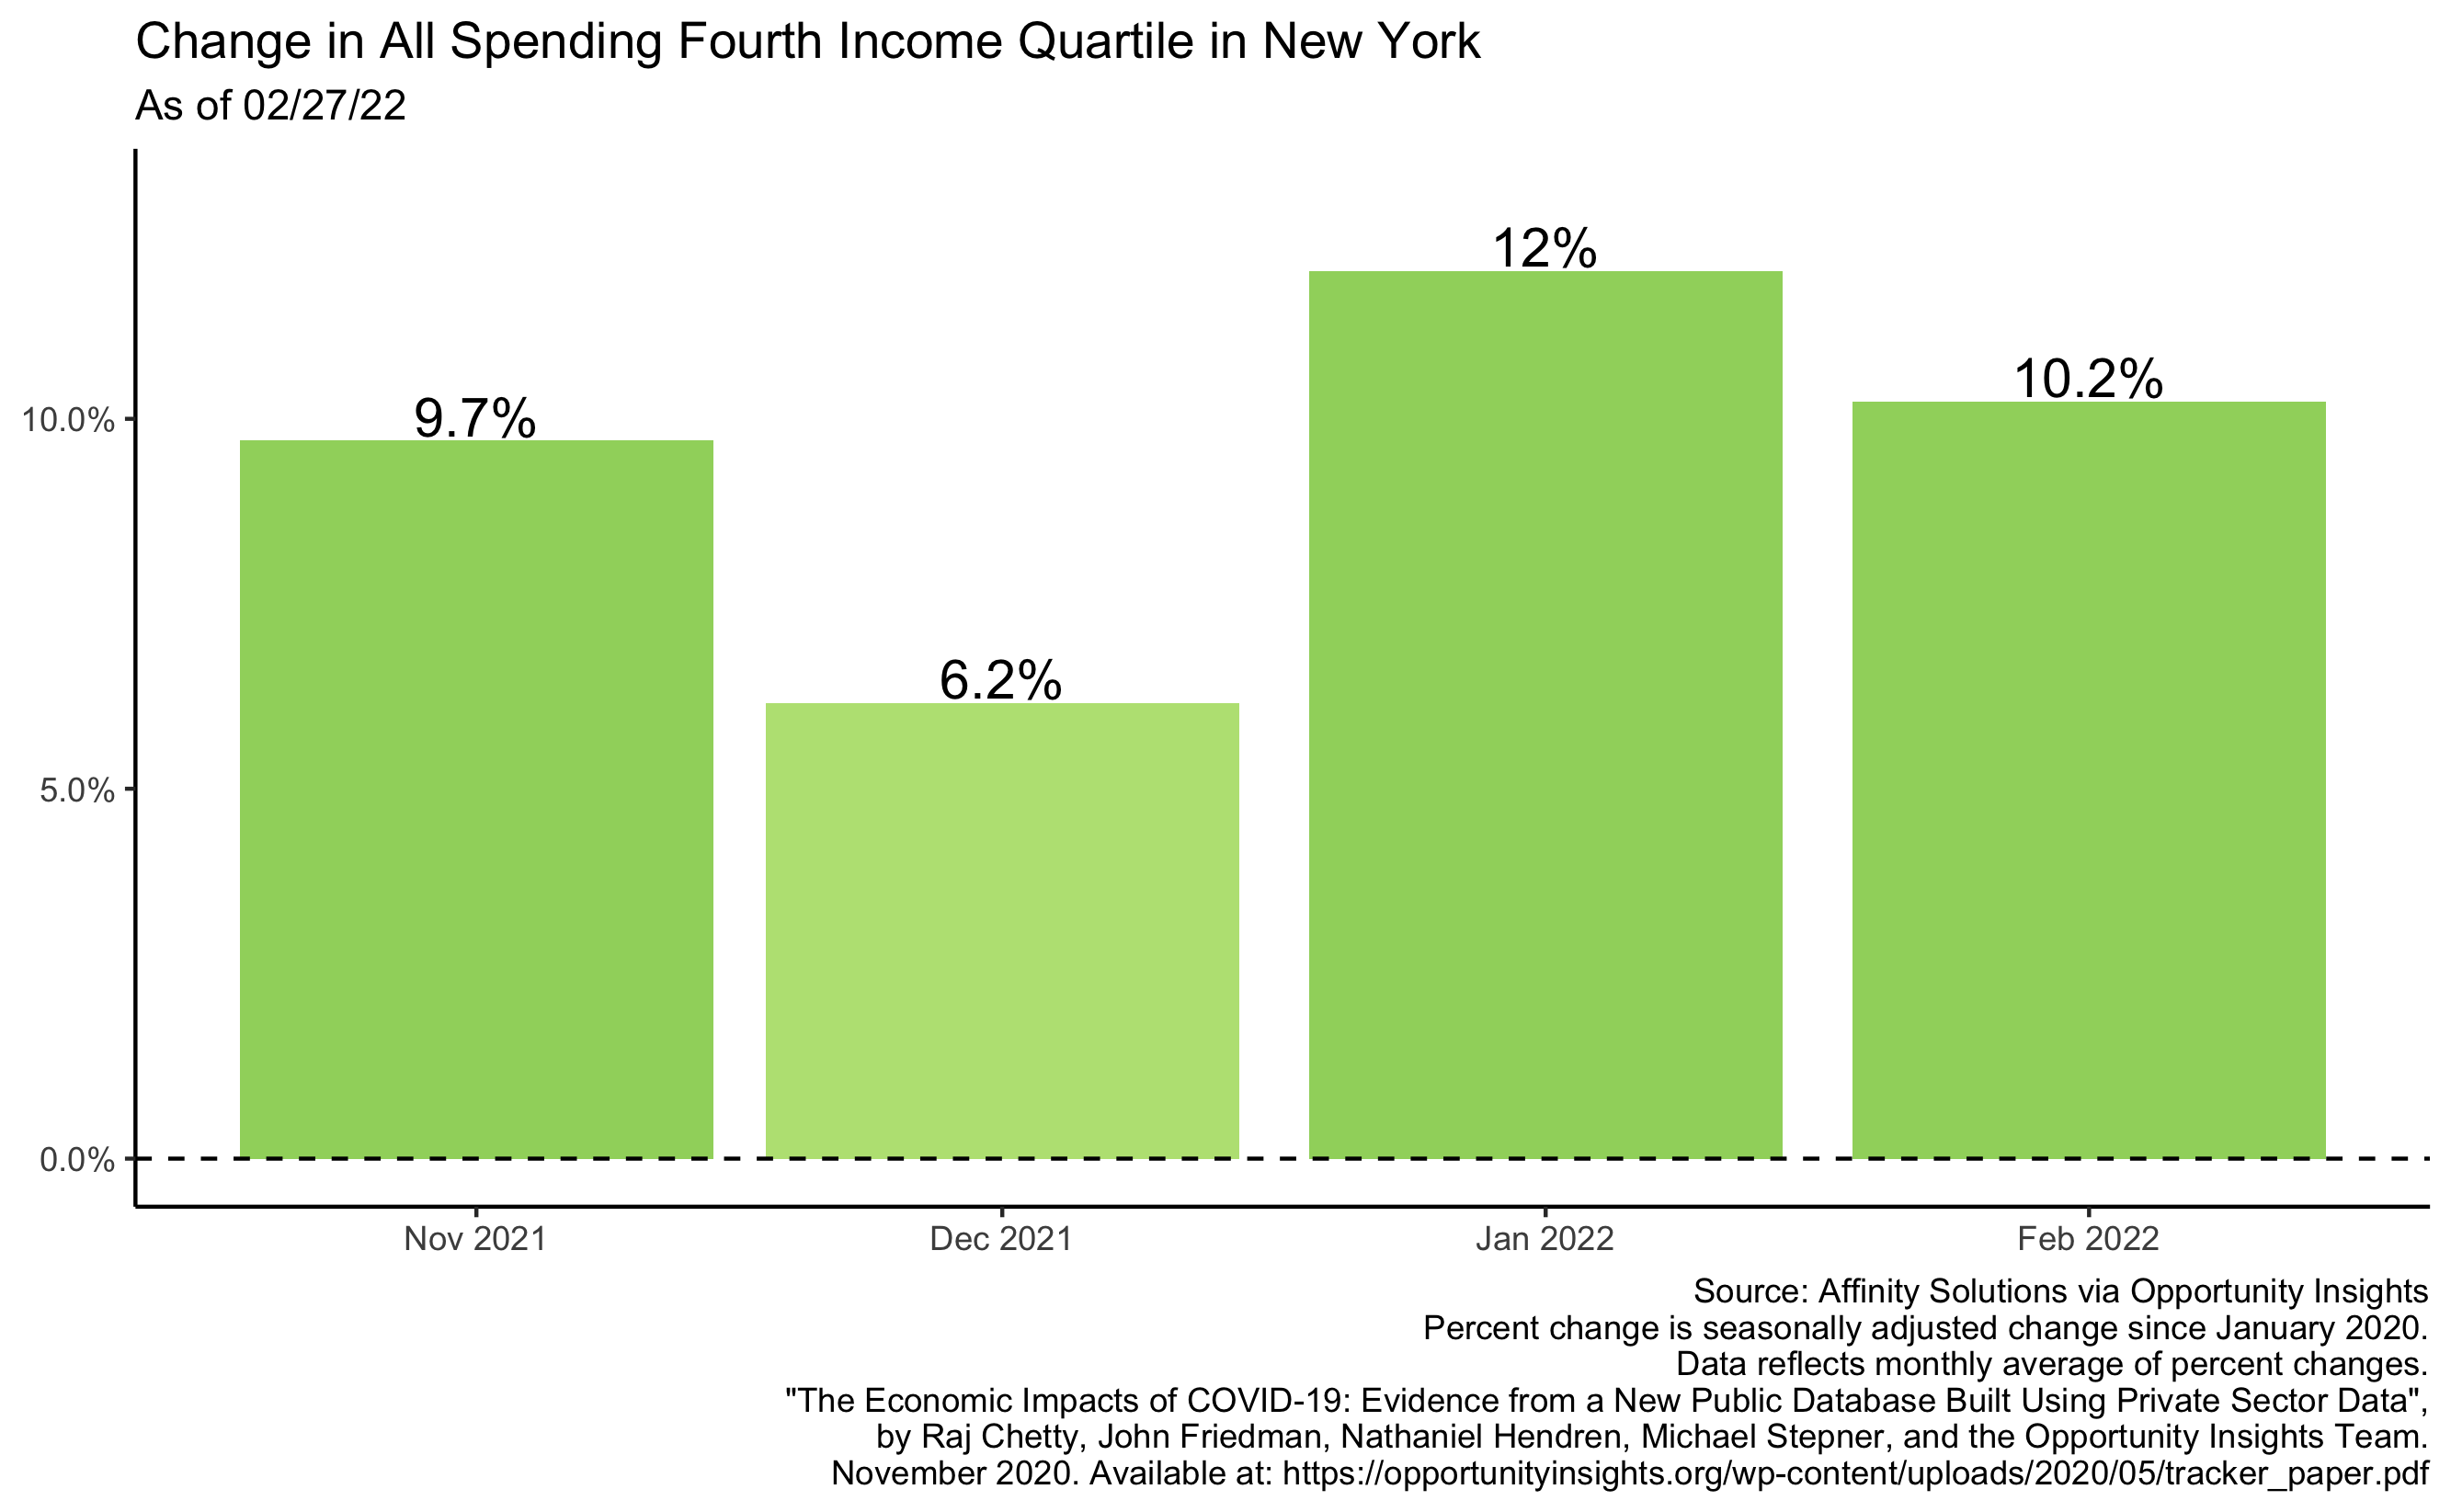 Change in All Spending Fourth Income Quartile in New York
As of 02/27/22
12%
10.2%
9.7%
10.0%
6.2%
5.0%
0.0%
Nov 2021 Dec 2021 Jan 2022 Feb 2022
Source: Affinity Solutions via Opportunity Insights
Percent change is seasonally adjusted change since January 2020.
Data reflects monthly average of percent changes.
"The Economic Impacts of COVID-19: Evidence from a New Public Database Built Using Private Sector Data",
by Raj Chetty, John Friedman, Nathaniel Hendren, Michael Stepner, and the Opportunity Insights Team.
November 2020. Available at: https://opportunityinsights.org/wp-content/uploads/2020/05/tracker_paper.pdf